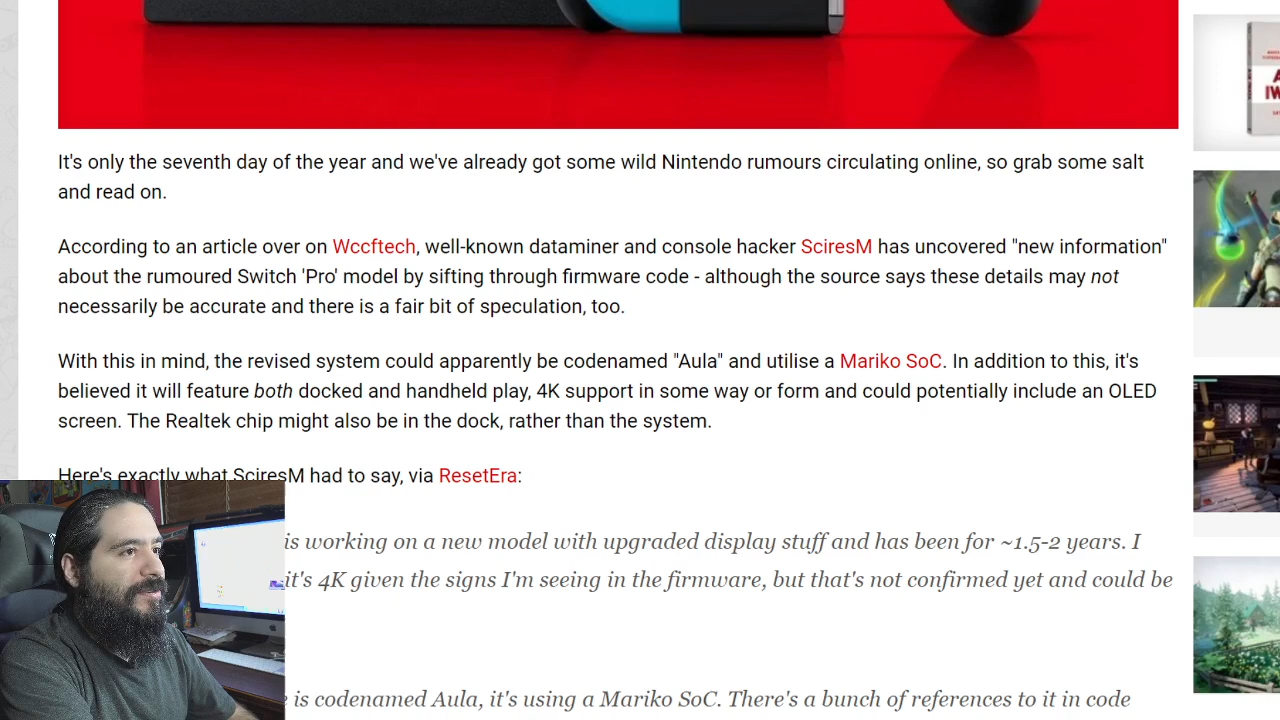 It's only the seventh day of the year and we've already got some wild Nintendo rumours circulating online, so grab some salt
and read on.
According to an article over on Wccftech, well-known dataminer and console hacker SciresM has uncovered "new information"
about the rumoured Switch 'Pro' model by sifting through firmware code - although the source says these details may not
necessarily be accurate and there is a fair bit of speculation, too.
With this in mind, the revised system could apparently be codenamed "Aula" and utilise a Mariko SoC. In addition to this, it's
believed it will feature both docked and handheld play, 4K support in some way or form and could potentially include an OLED
screen. The Realtek chip might also be in the dock, rather than the system.
Here's exactly what SciresM had to say, via ResetEra:
is working on a new model with upgraded display stuff and has been for ~1.5-2 years. I
it's 4K given the signs I'm seeing in the firmware, but that's not confirmed yet and could be
is codenamed Aula, it's using a Mariko SoC. There's a bunch of references to it in code